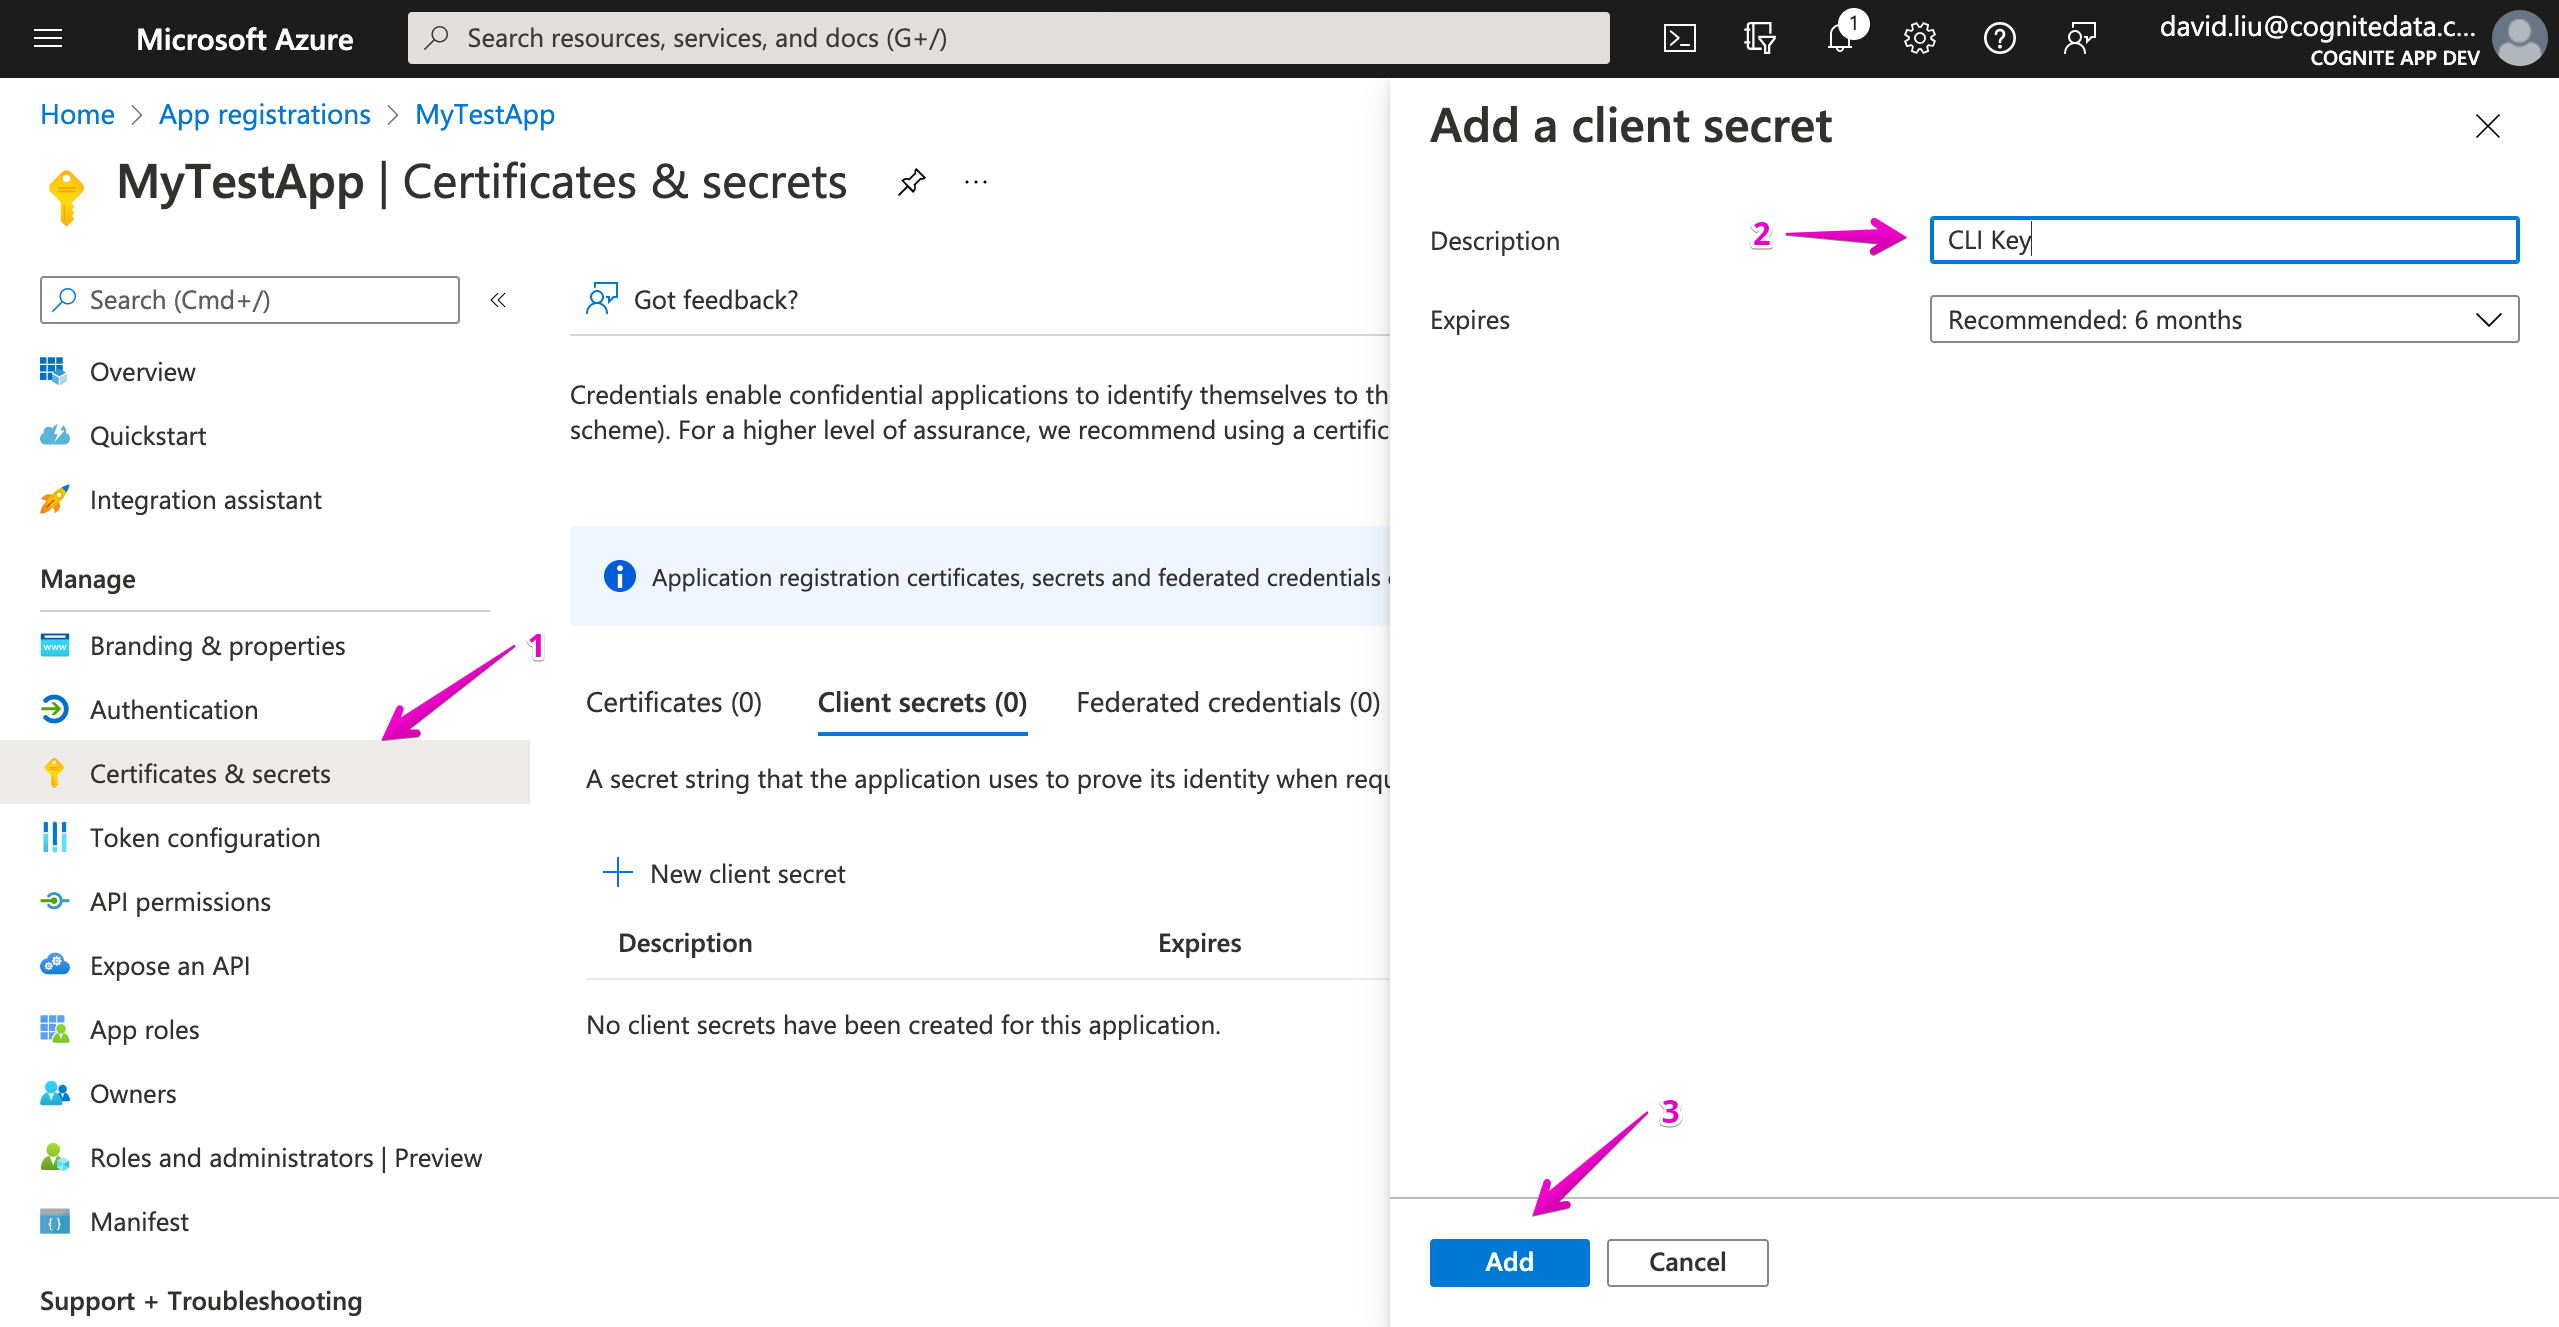 Microsoft Azure
Search resources, services, and docs (G+/)
1
david.liu@cognitedata.c...
COGNITE APP DEV
Home > App registrations > MyTestApp
MyTestApp | Certificates & secrets
...
Search (Cmd+/)
«
Overview
Quickstart
Integration assistant
Manage
Branding & properties
1
Authentication
Certificates & secrets
Token configuration
API permissions
Expose an API
App roles
Owners
Roles and administrators | Preview
Manifest
Support + Troubleshooting
Got feedback?
Credentials enable confidential applications to identify themselves to th
scheme). For a higher level of assurance, we recommend using a certific
Application registration certificates, secrets and federated credentials
Certificates (0)
Client secrets (0)
Federated credentials (0)
A secret string that the application uses to prove its identity when requ
New client secret
Description
Expires
No client secrets have been created for this application.
Add a client secret
Description
2
CLI Key
Expires
Recommended: 6 months
3
Add
Cancel